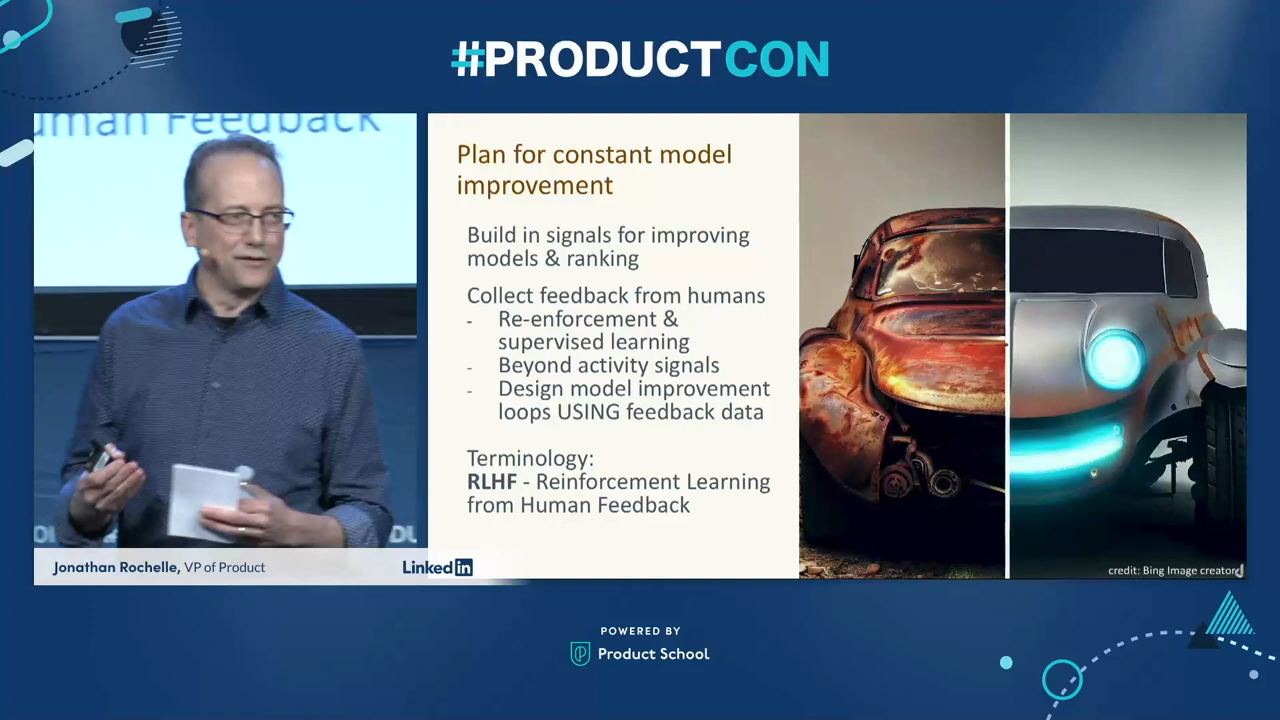 #PRODUCTCON
uman Feedback
Plan for constant model
improvement
Build in signals for improving
models & ranking
Collect feedback from humans
- Re-enforcement &
supervised learning
- Beyond activity signals
- Design model improvement
loops USING feedback data
Terminology:
RLHF - Reinforcement Learning
from Human Feedback
credit: Bing Image creator
Jonathan Rochelle, VP of Product
Linked in
POWERED BY
Product School